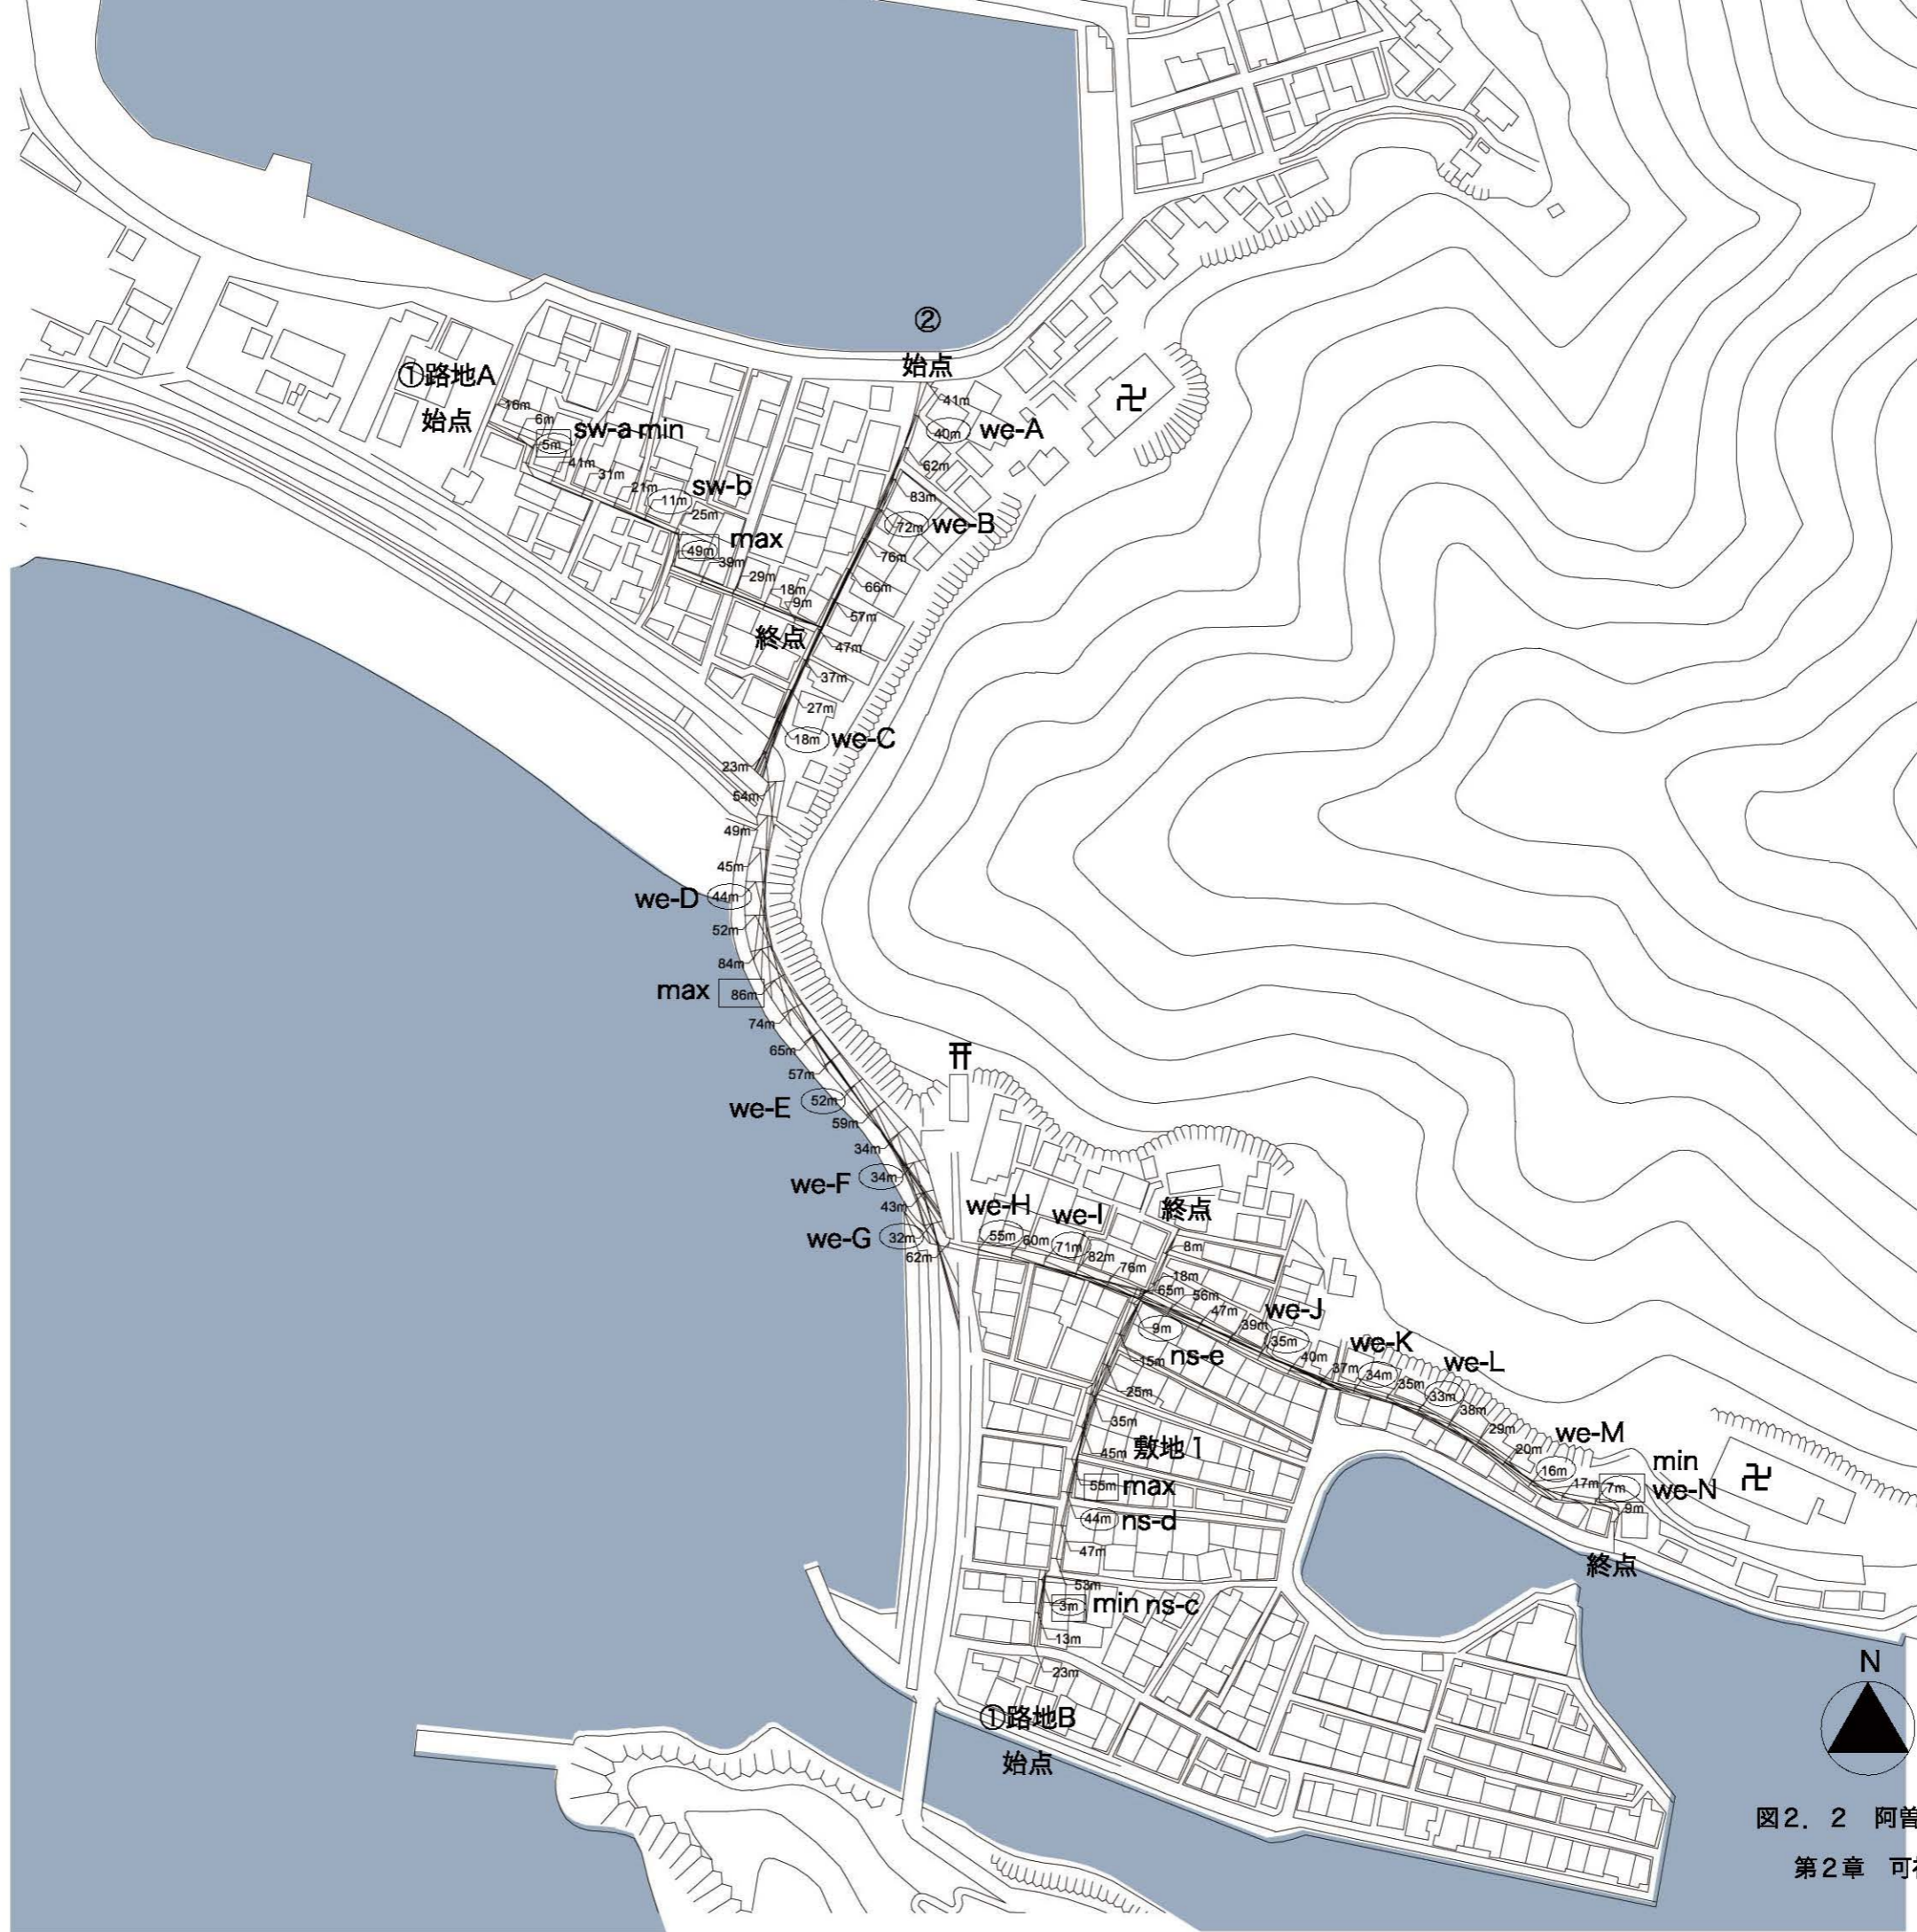 ②
始点
①路地A
始点
16m
6m
5m
sw-a min
41m
31m
21m
11m
sw-b
25m
49m
max
39m
29m
18m
9m
終点
41m
40m
we-A
62m
83m
72m
we-B
76m
66m
57m
47m
37m
27m
18m
we-C
23m
54m
49m
45m
we-D
44m
52m
84m
max
86m
74m
65m
57m
we-E
52m
59m
34m
we-F
34m
43m
we-G
32m
62m
we-H
55m
60m
we-I
71m
82m
76m
終点
8m
18m
65m
56m
47m
39m
we-J
35m
40m
37m
we-K
34m
35m
we-L
33m
38m
29m
20m
we-M
16m
17m
min
we-N
7m
9m
終点
9m
ns-e
15m
25m
35m
45m
敷地1
55m
max
44m
ns-d
47m
53m
3m
min ns-c
13m
23m
①路地B
始点
N
図2．2　阿曽
第2章　可